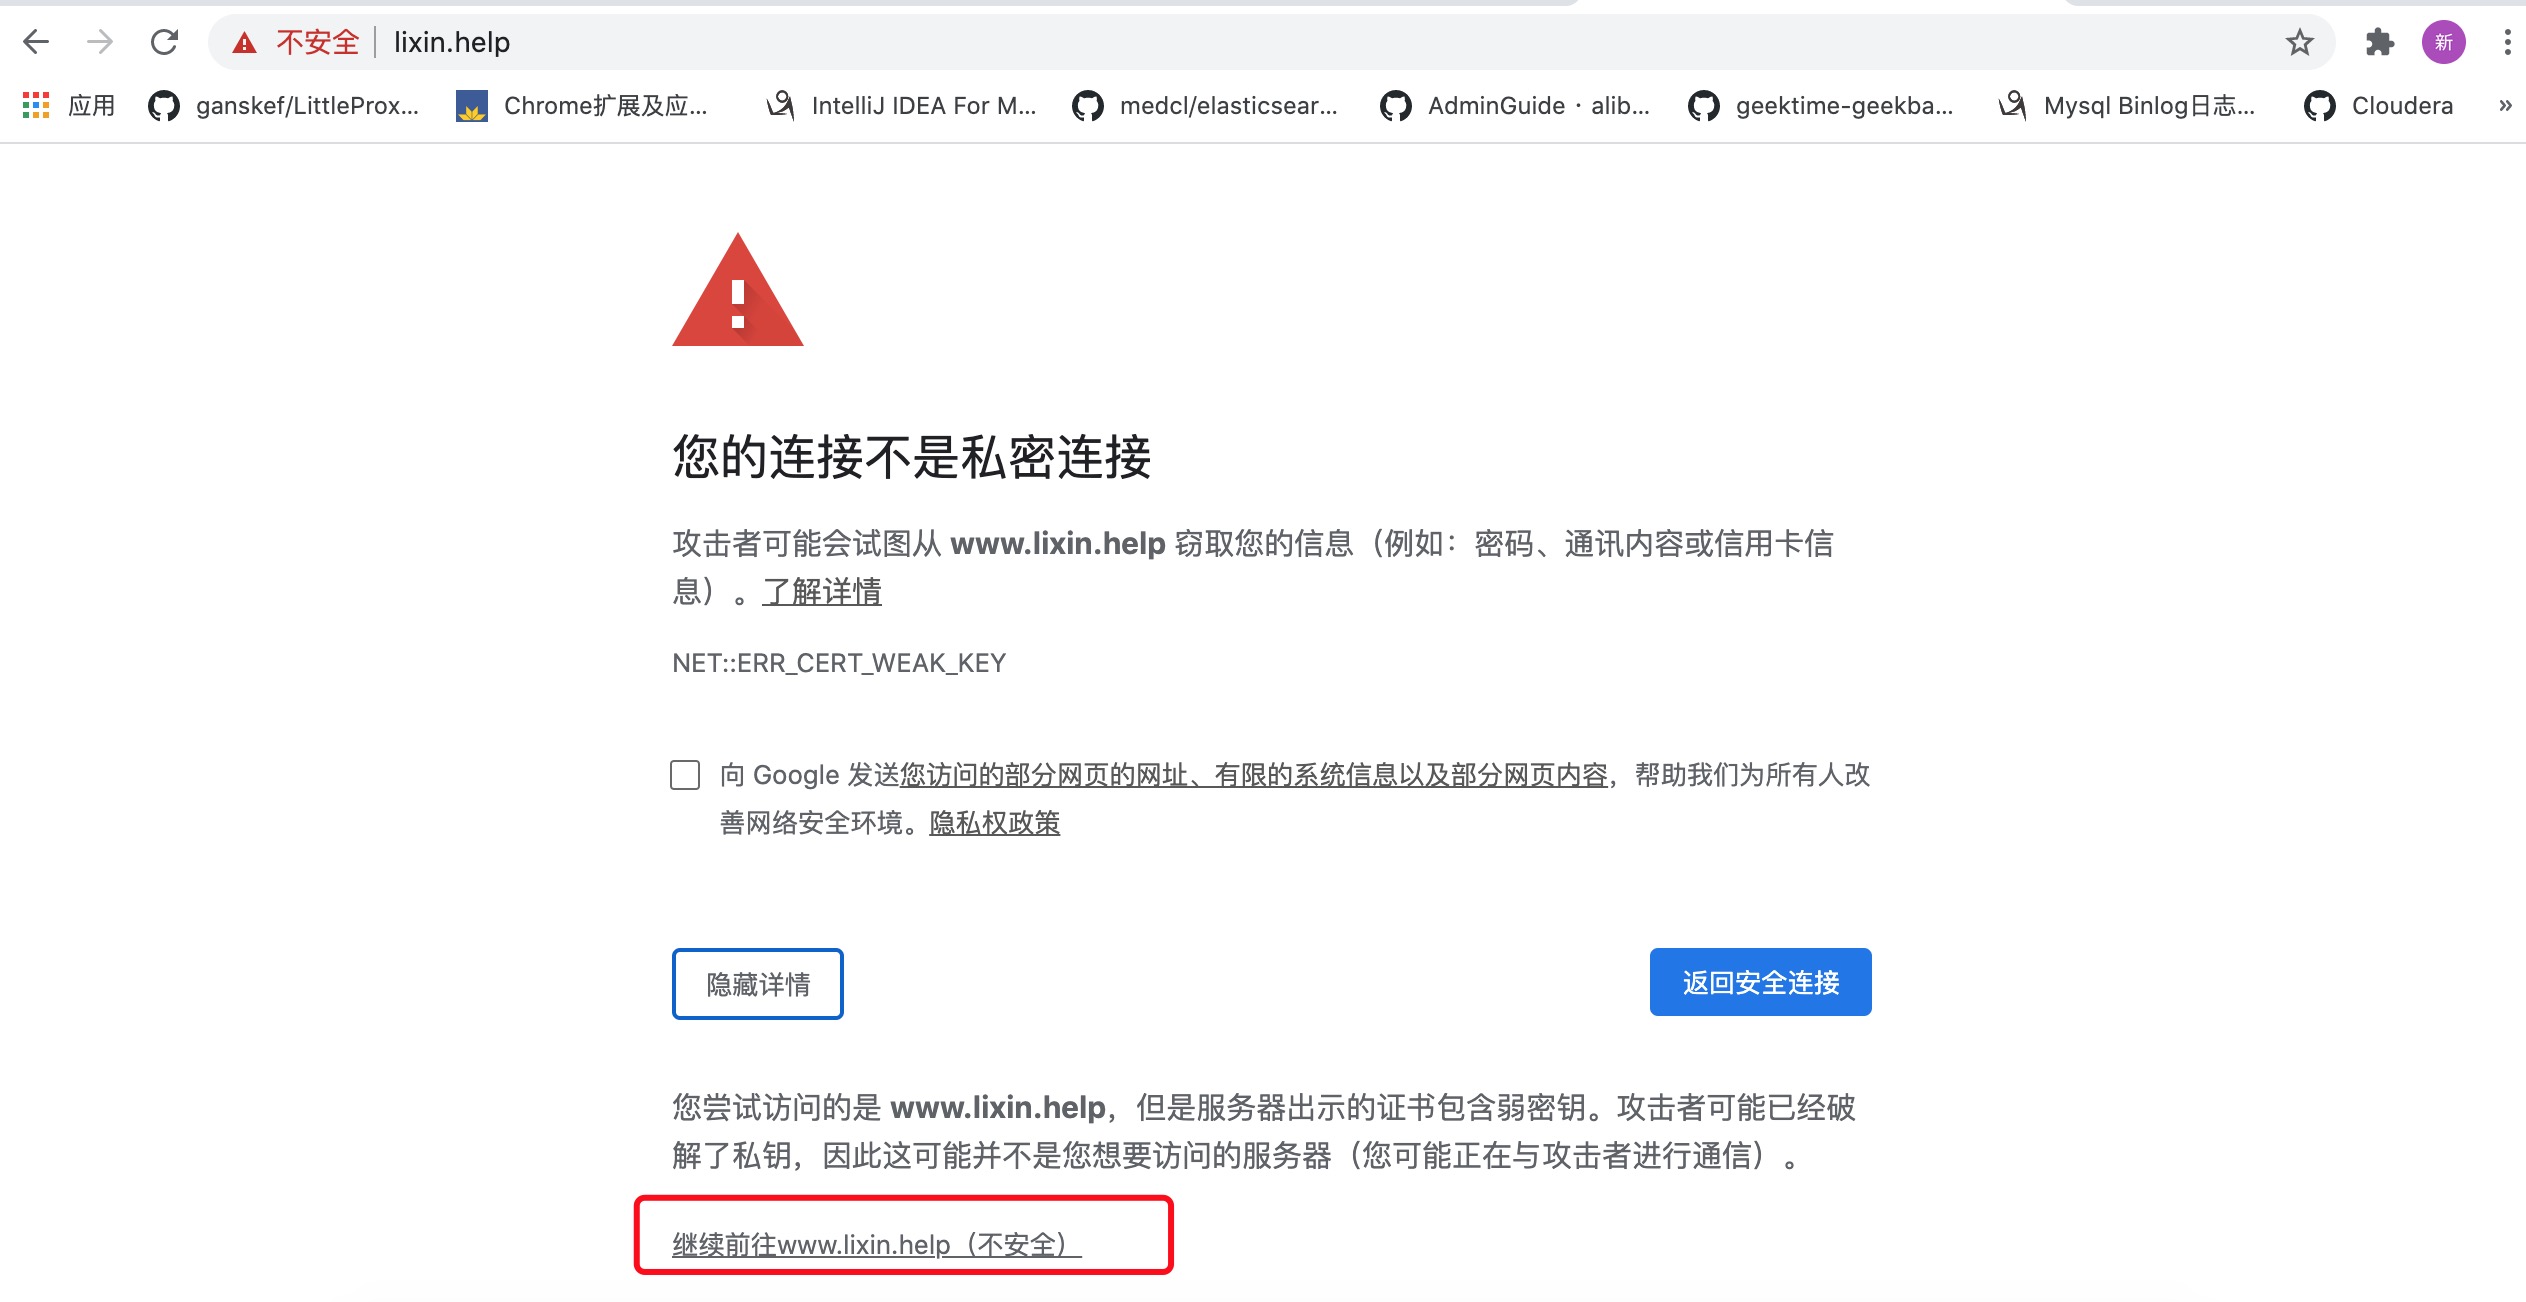 不安全 lixin.help
新
应用 ganskef/LittleProx... Chrome扩展及应... IntelliJ IDEA For M... medcl/elasticsear... AdminGuide · alib... geektime-geekba... Mysql Binlog日志... Cloudera »
您的连接不是私密连接
攻击者可能会试图从 www.lixin.help 窃取您的信息（例如：密码、通讯内容或信用卡信
息）。了解详情
NET::ERR_CERT_WEAK_KEY
向 Google 发送您访问的部分网页的网址、有限的系统信息以及部分网页内容，帮助我们为所有人改
善网络安全环境。隐私权政策
隐藏详情
返回安全连接
您尝试访问的是 www.lixin.help，但是服务器出示的证书包含弱密钥。攻击者可能已经破
解了私钥，因此这可能并不是您想要访问的服务器（您可能正在与攻击者进行通信）。
继续前往www.lixin.help（不安全）